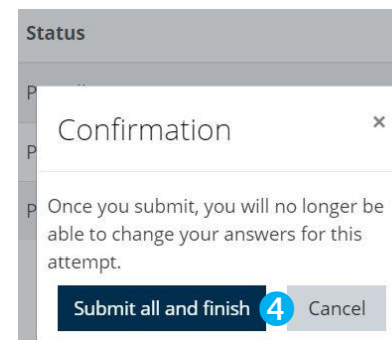 Status
P
Confirmation ×
P
P
Once you submit, you will no longer be
able to change your answers for this
attempt.
Submit all and finish 4 Cancel